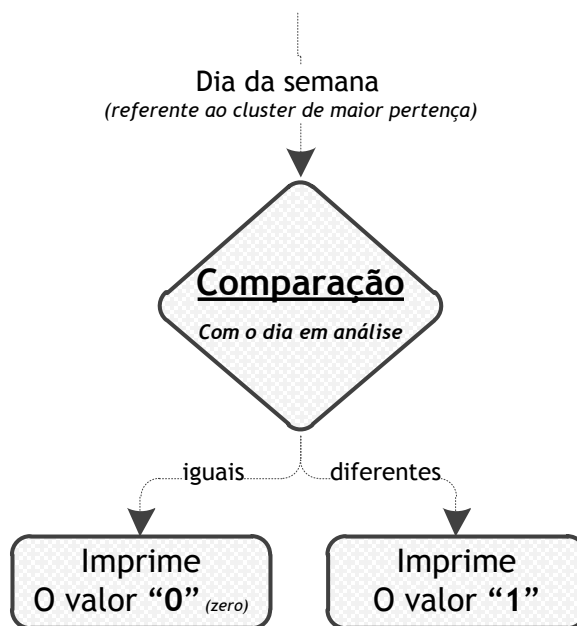 Dia da semana
(referente ao cluster de maior pertença)
Comparação
Com o dia em análise
iguais
diferentes
Imprime
O valor “0” (zero)
Imprime
O valor “1”